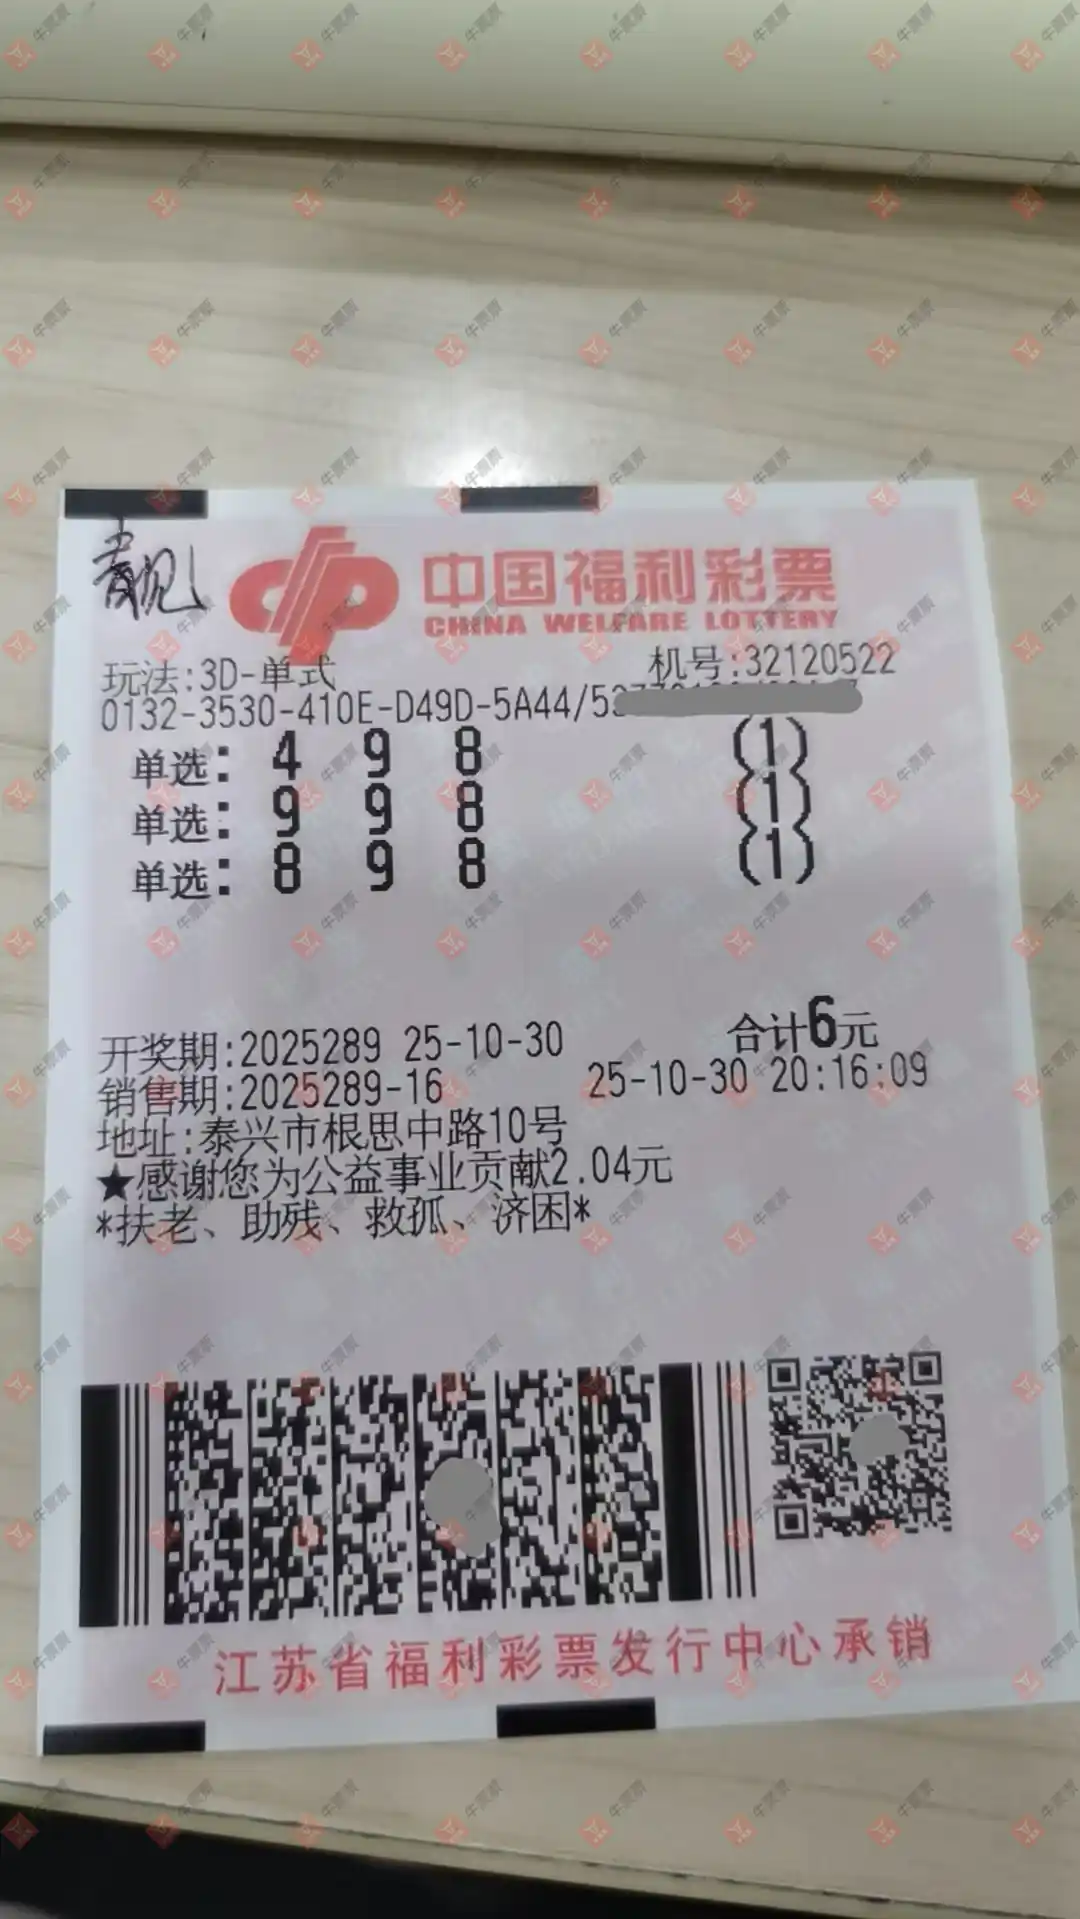 靓
中国福利彩票
CHINA WELFARE LOTTERY
玩法:3D-单式 机号:32120522
0132-3530-410E-D49D-5A44/5
单选: 4 9 8 (1)
单选: 9 9 8 (1)
单选: 8 9 8 (1)
合计6元
开奖期:2025289 25-10-30
销售期:2025289-16 25-10-30 20:16:09
地址:泰兴市根思中路10号
★感谢您为公益事业贡献2.04元
*扶老、助残、救孤、济困*
江苏省福利彩票发行中心承销
牛票票